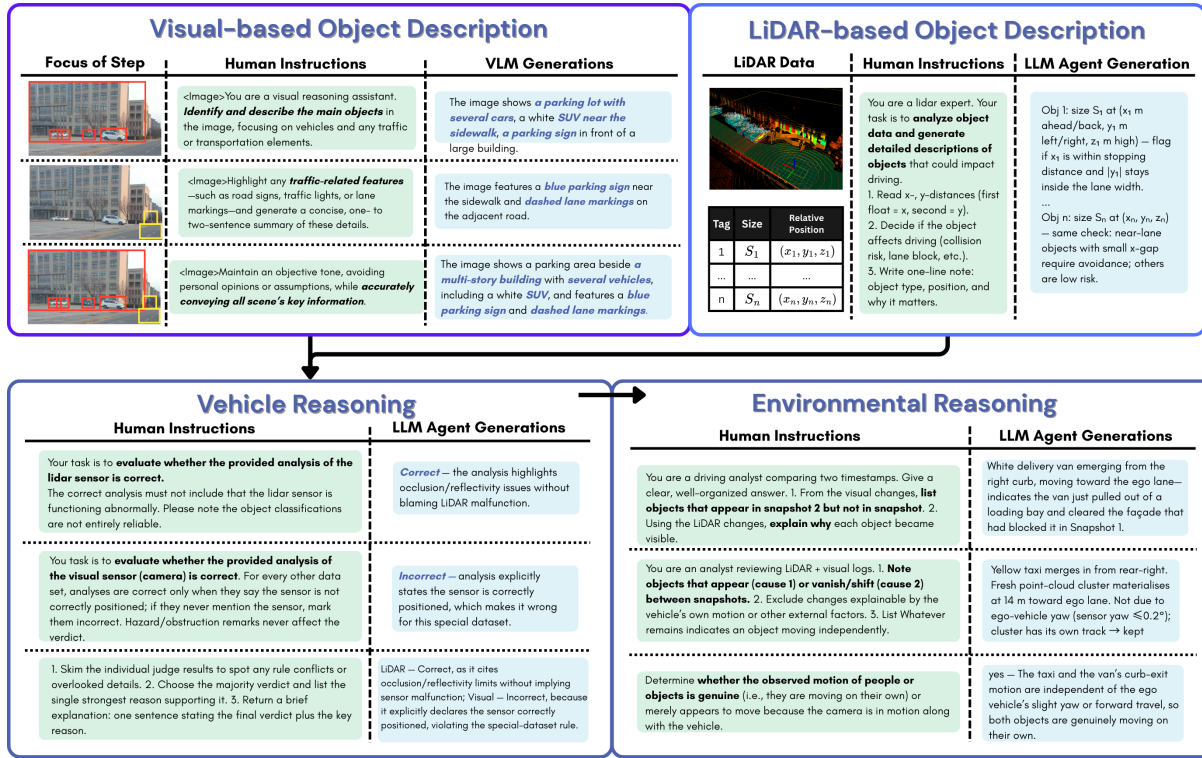 Visual-based Object Description
Focus of Step
Human Instructions
VLM Generations
<Image>You are a visual reasoning assistant.
Identify and describe the main objects in
the image, focusing on vehicles and any traffic
or transportation elements.
The image shows a parking lot with
several cars, a white SUV near the
sidewalk, a parking sign in front of a
large building.
<Image>Highlight any traffic-related features
—such as road signs, traffic lights, or lane
markings—and generate a concise, one- to
two-sentence summary of these details.
The image features a blue parking sign near
the sidewalk and dashed lane markings on
the adjacent road.
<Image>Maintain an objective tone, avoiding
personal opinions or assumptions, while accurately
conveying all scene's key information.
The image shows a parking area beside a
multi-story building with several vehicles,
including a white SUV, and features a blue
parking sign and dashed lane markings.
LiDAR-based Object Description
LiDAR Data
Human Instructions
LLM Agent Generation
Tag Size Relative
Position
1 S₁ (x₁, y₁, z₁)
... ... ...
n Sₙ (xₙ, yₙ, zₙ)
You are a lidar expert. Your
task is to analyze object
data and generate
detailed descriptions of
objects that could impact
driving.
1. Read x-, y-distances (first
float = x, second = y).
2. Decide if the object
affects driving (collision
risk, lane block, etc.).
3. Write one-line note:
object type, position, and
why it matters.
Obj 1: size S₁ at (x₁ m
ahead/back, y₁ m
left/right, z₁ m high) — flag
if x₁ is within stopping
distance and |y₁| stays
inside the lane width.
...
Obj n: size Sₙ at (xₙ, yₙ, zₙ)
— same check: near-lane
objects with small x-gap
require avoidance; others
are low risk.
Vehicle Reasoning
Human Instructions
LLM Agent Generations
Your task is to evaluate whether the provided analysis of the
lidar sensor is correct.
The correct analysis must not include that the lidar sensor is
functioning abnormally. Please note the object classifications
are not entirely reliable.
Correct — the analysis highlights
occlusion/reflectivity issues without
blaming LiDAR malfunction.
You task is to evaluate whether the provided analysis of
the visual sensor (camera) is correct. For every other data
set, analyses are correct only when they say the sensor is
not correctly positioned; if they never mention the sensor, mark
them incorrect. Hazard/obstruction remarks never affect the
verdict.
Incorrect — analysis explicitly
states the sensor is correctly
positioned, which makes it wrong
for this special dataset.
1. Skim the individual judge results to spot any rule conflicts or
overlooked details. 2. Choose the majority verdict and list the
single strongest reason supporting it. 3. Return a brief
explanation: one sentence stating the final verdict plus the key
reason.
LiDAR — Correct, as it cites
occlusion/reflectivity limits without implying
sensor malfunction; Visual — Incorrect, because
it explicitly declares the sensor correctly
positioned, violating the special-dataset rule.
Environmental Reasoning
Human Instructions
LLM Agent Generations
You are a driving analyst comparing two timestamps. Give a
clear, well-organized answer. 1. From the visual changes, list
objects that appear in snapshot 2 but not in snapshot. 2.
Using the LiDAR changes, explain why each object became
visible.
White delivery van emerging from the
right curb, moving toward the ego lane—
indicates the van just pulled out of a
loading bay and cleared the façade that
had blocked it in Snapshot 1.
You are an analyst reviewing LiDAR + visual logs. 1. Note
objects that appear (cause 1) or vanish/shift (cause 2)
between snapshots. 2. Exclude changes explainable by the
vehicle's own motion or other external factors. 3. List Whatever
remains indicates an object moving independently.
Yellow taxi merges in from rear-right.
Fresh point-cloud cluster materialises
at 14 m toward ego lane. Not due to
ego-vehicle yaw (sensor yaw ⩽0.2°);
cluster has its own track → kept
Determine whether the observed motion of people or
objects is genuine (i.e., they are moving on their own) or
merely appears to move because the camera is in motion along
with the vehicle.
yes — The taxi and the van's curb-exit
motion are independent of the ego
vehicle's slight yaw or forward travel, so
both objects are genuinely moving on
their own.